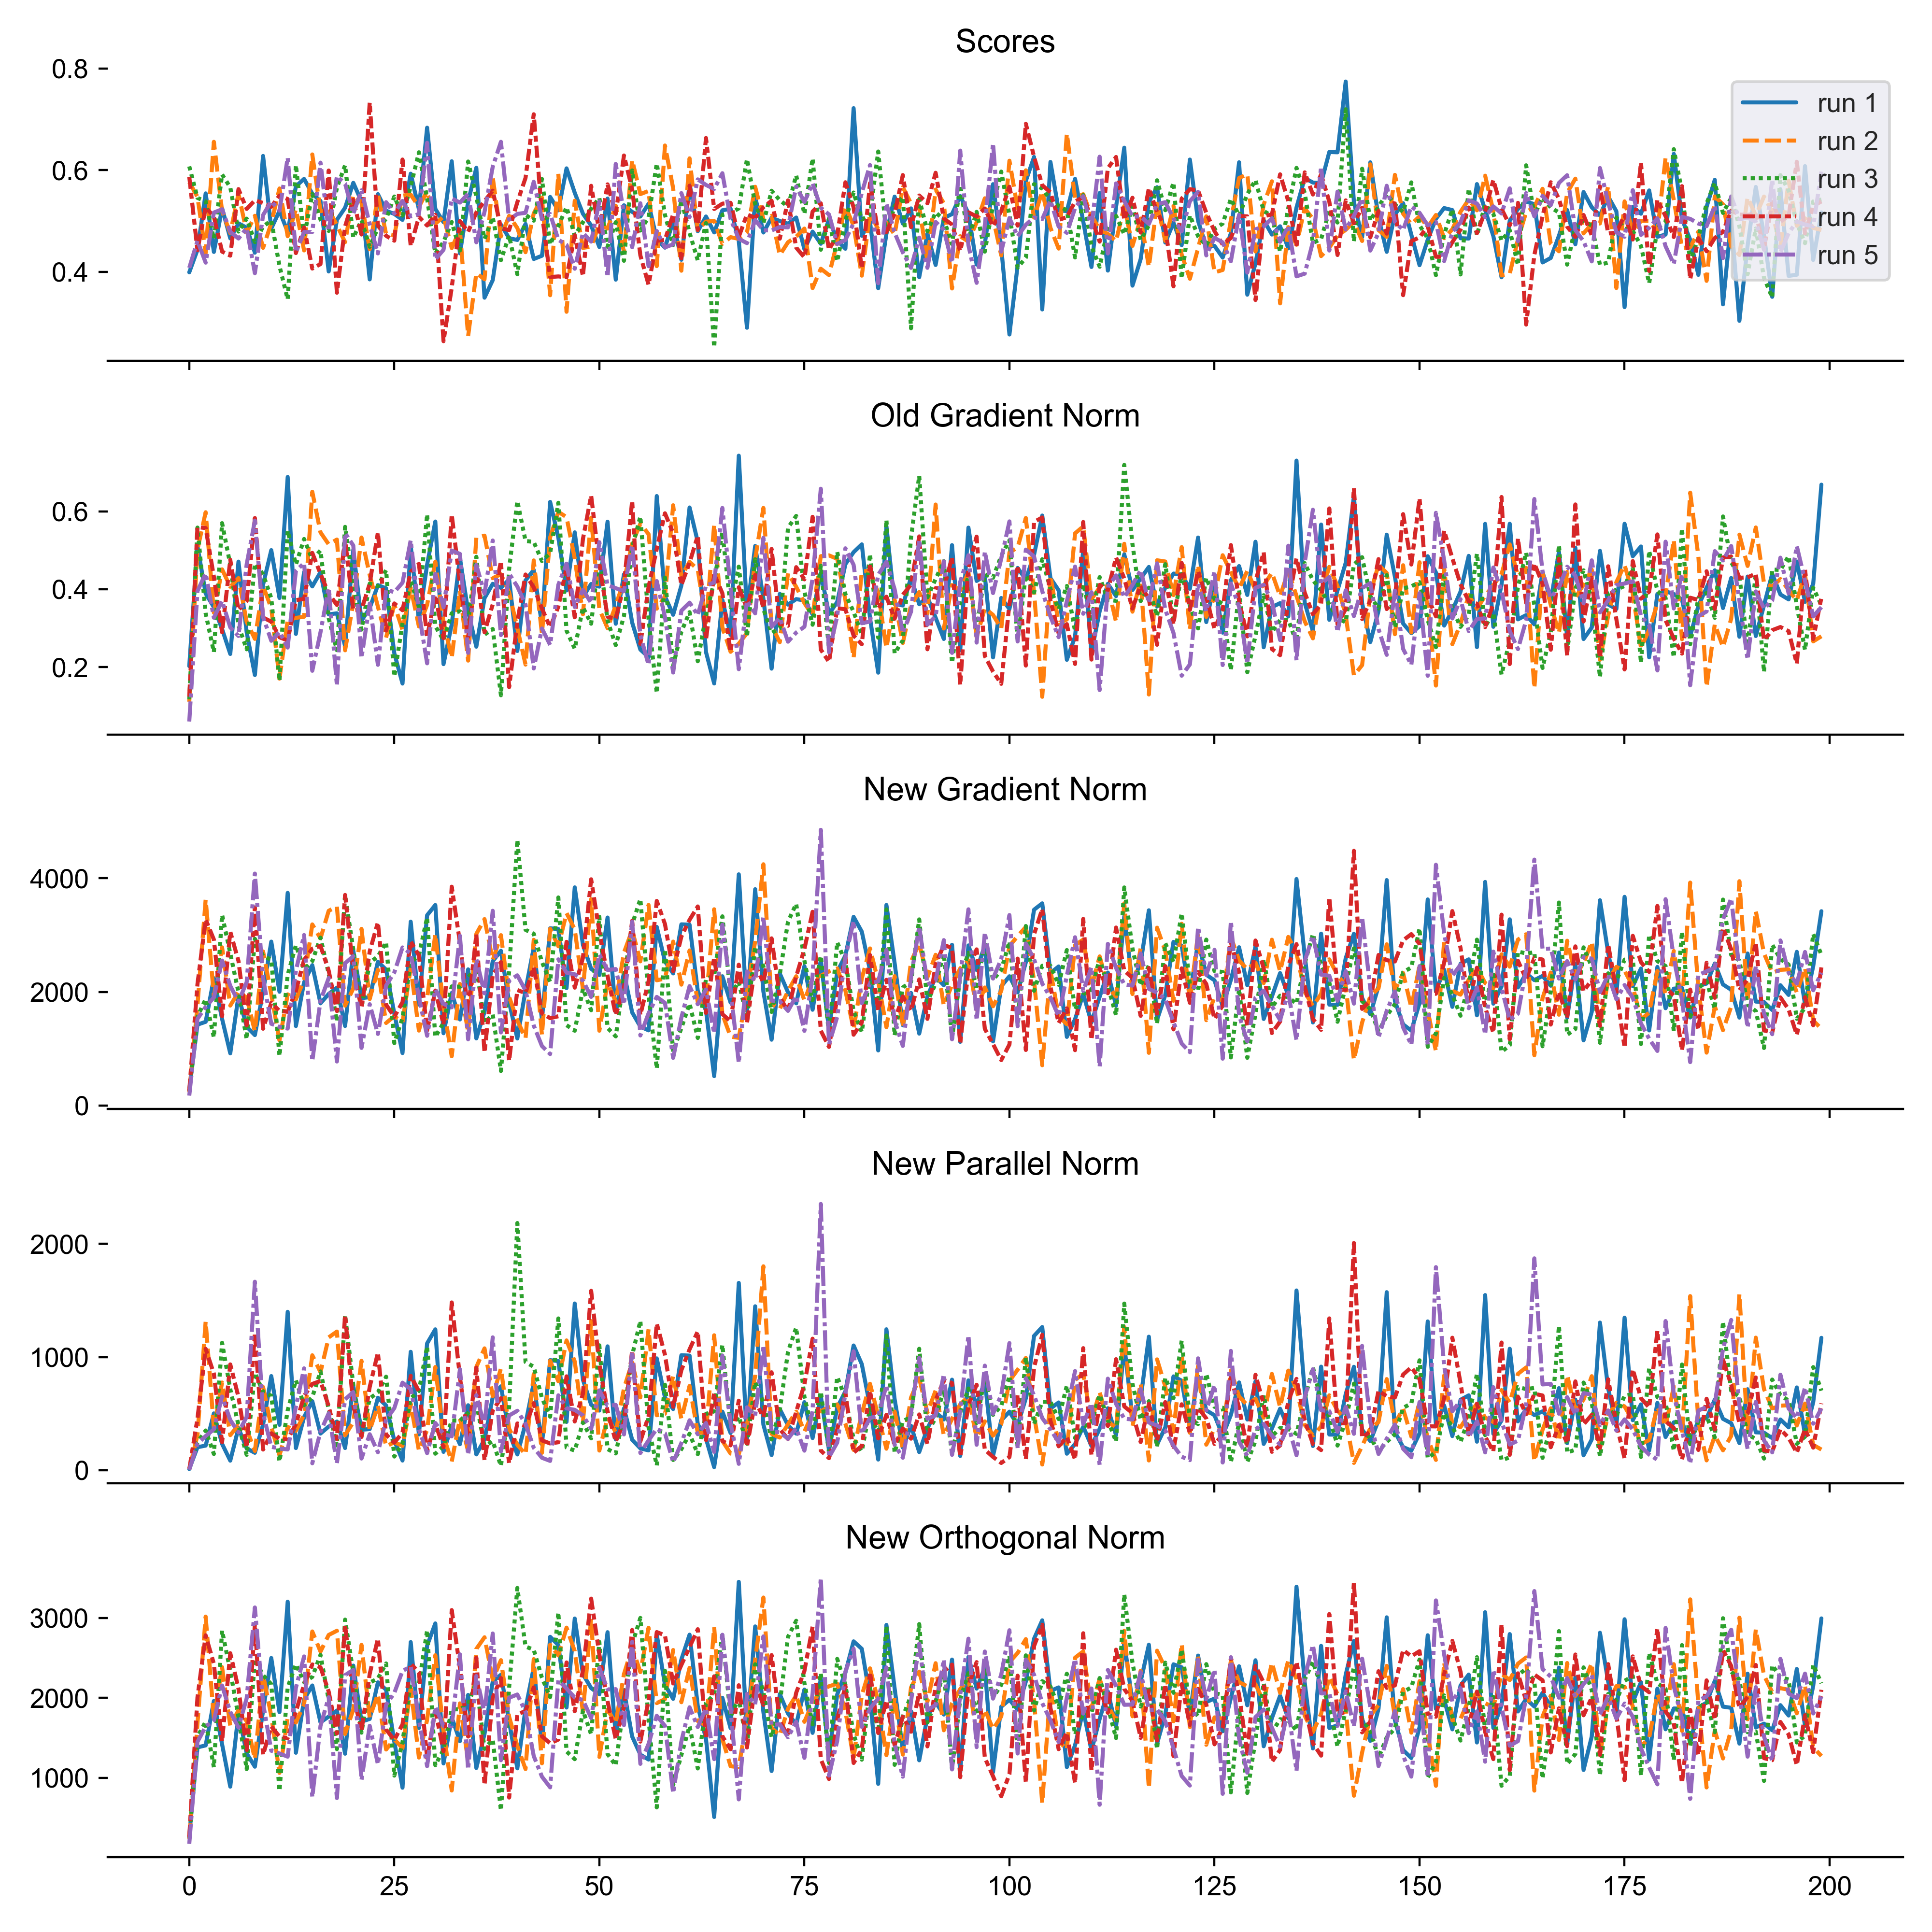 Scores
0.8
0.6
0.4
run 1
run 2
run 3
run 4
run 5
Old Gradient Norm
0.6
0.4
0.2
New Gradient Norm
4000
2000
0
New Parallel Norm
2000
1000
0
New Orthogonal Norm
3000
2000
1000
0 25 50 75 100 125 150 175 200